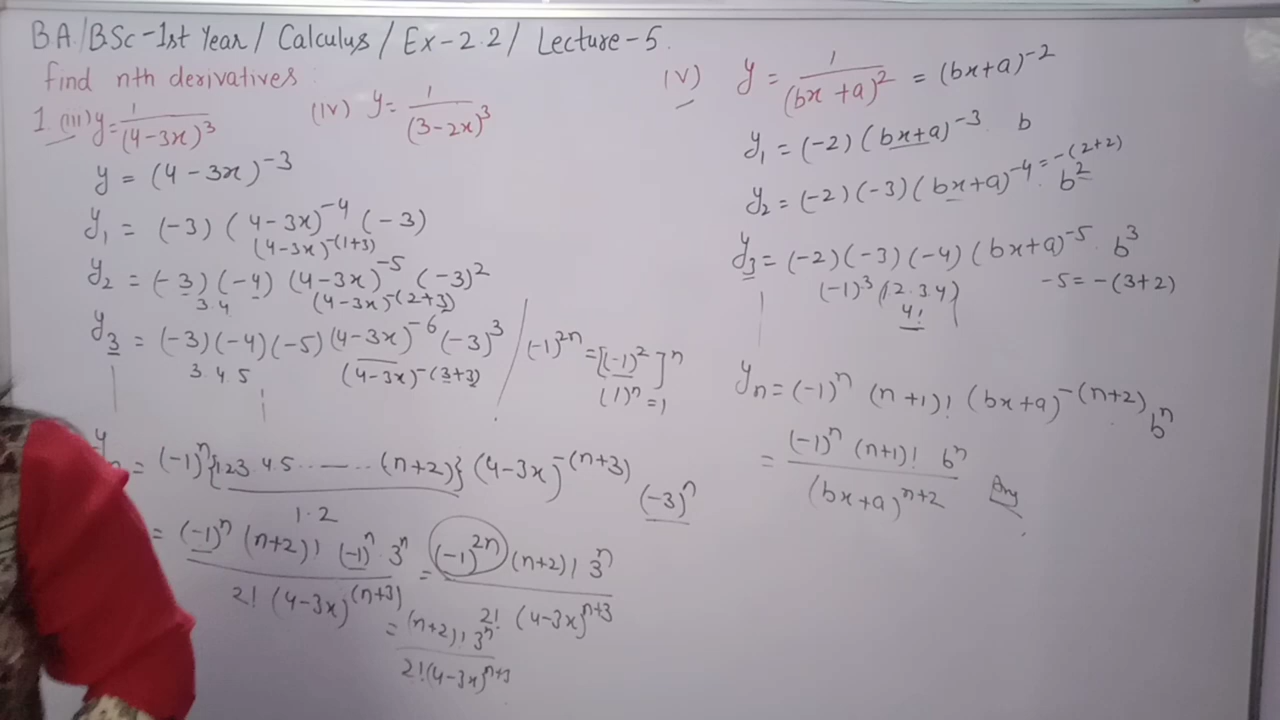 BA/BSc-1st Year/ Calculus/ Ex-2.2/ Lecture-5.
find nth derivatives :
1. (iii) y = 1/(4-3x)^3
(iv) y = 1/(3-2x)^3
y = (4-3x)^-3
y1 = (-3) (4-3x)^-4 (-3)
(4-3x)^-(1+3)
y2 = (-3)(-4) (4-3x)^-5 (-3)^2
3.4 (4-3x)^-(2+3)
y3 = (-3)(-4)(-5)(4-3x)^-6 (-3)^3
3.4.5 (4-3x)^-(3+3)
(-1)^2n = [(-1)^2]^n
(1)^n = 1
= (-1)^n {1.2.3.4.5 ...... (n+2)} (4-3x)^-(n+3) (-3)^n
1.2
= (-1)^n (n+2)! (-1)^n . 3^n / 2! (4-3x)^(n+3) = (-1)^2n (n+2)! 3^n / 2! (4-3x)^n+3
= (n+2)! 3^n / 2! (4-3x)^n+3
(iv) y = 1/(bx+a)^2 = (bx+a)^-2
y1 = (-2) (bx+a)^-3 . b
y2 = (-2)(-3)(bx+a)^-4 . b^2
= -(2+2)
y3 = (-2)(-3)(-4)(bx+a)^-5 . b^3
(-1)^3 (1.2.3.4)
-5 = -(3+2)
4!
yn = (-1)^n (n+1)! (bx+a)^-(n+2) b^n
= (-1)^n (n+1)! b^n / (bx+a)^n+2 Ans